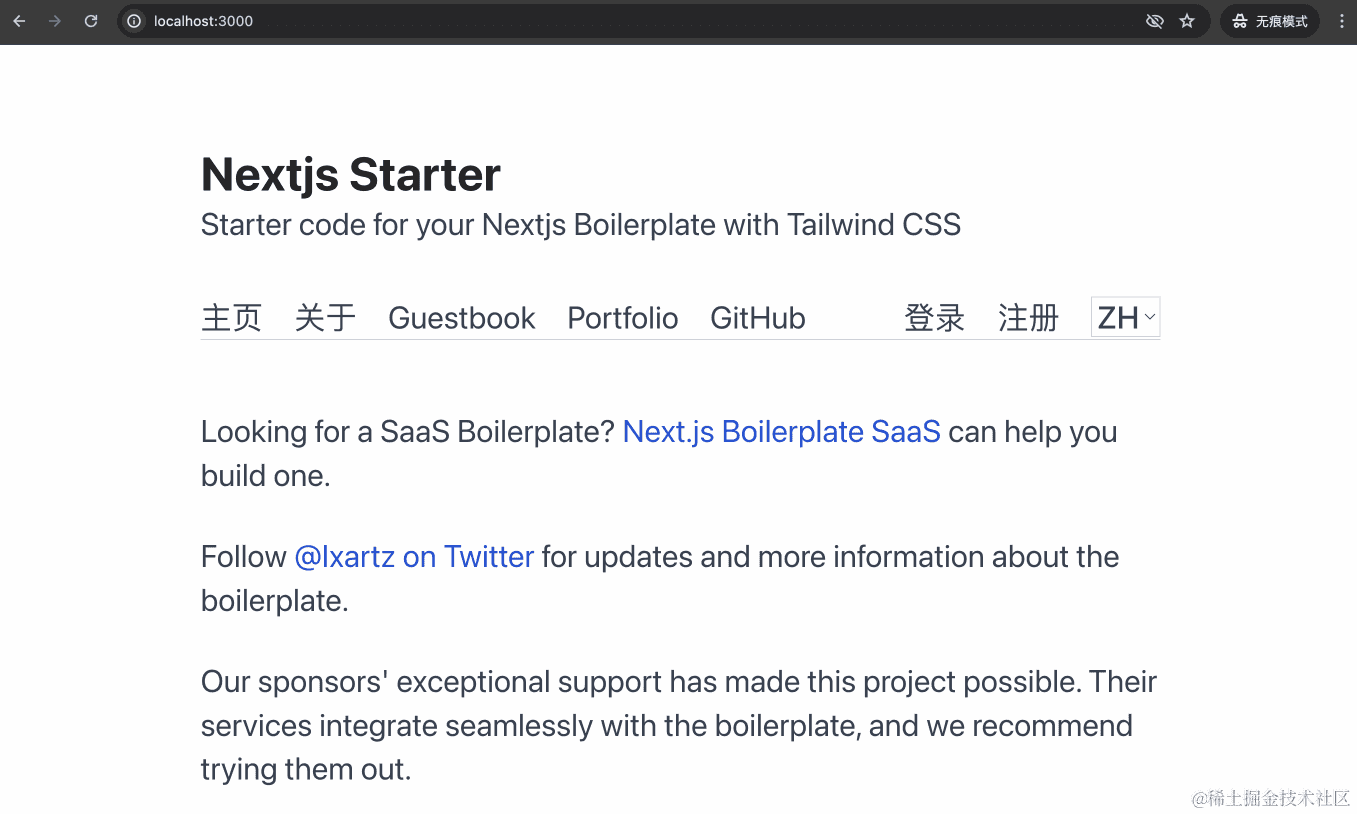 localhost:3000
无痕模式
Nextjs Starter
Starter code for your Nextjs Boilerplate with Tailwind CSS
主页 关于 Guestbook Portfolio GitHub 登录 注册 ZH
Looking for a SaaS Boilerplate? Next.js Boilerplate SaaS can help you
build one.
Follow @Ixartz on Twitter for updates and more information about the
boilerplate.
Our sponsors' exceptional support has made this project possible. Their
services integrate seamlessly with the boilerplate, and we recommend
trying them out.
@稀土掘金技术社区